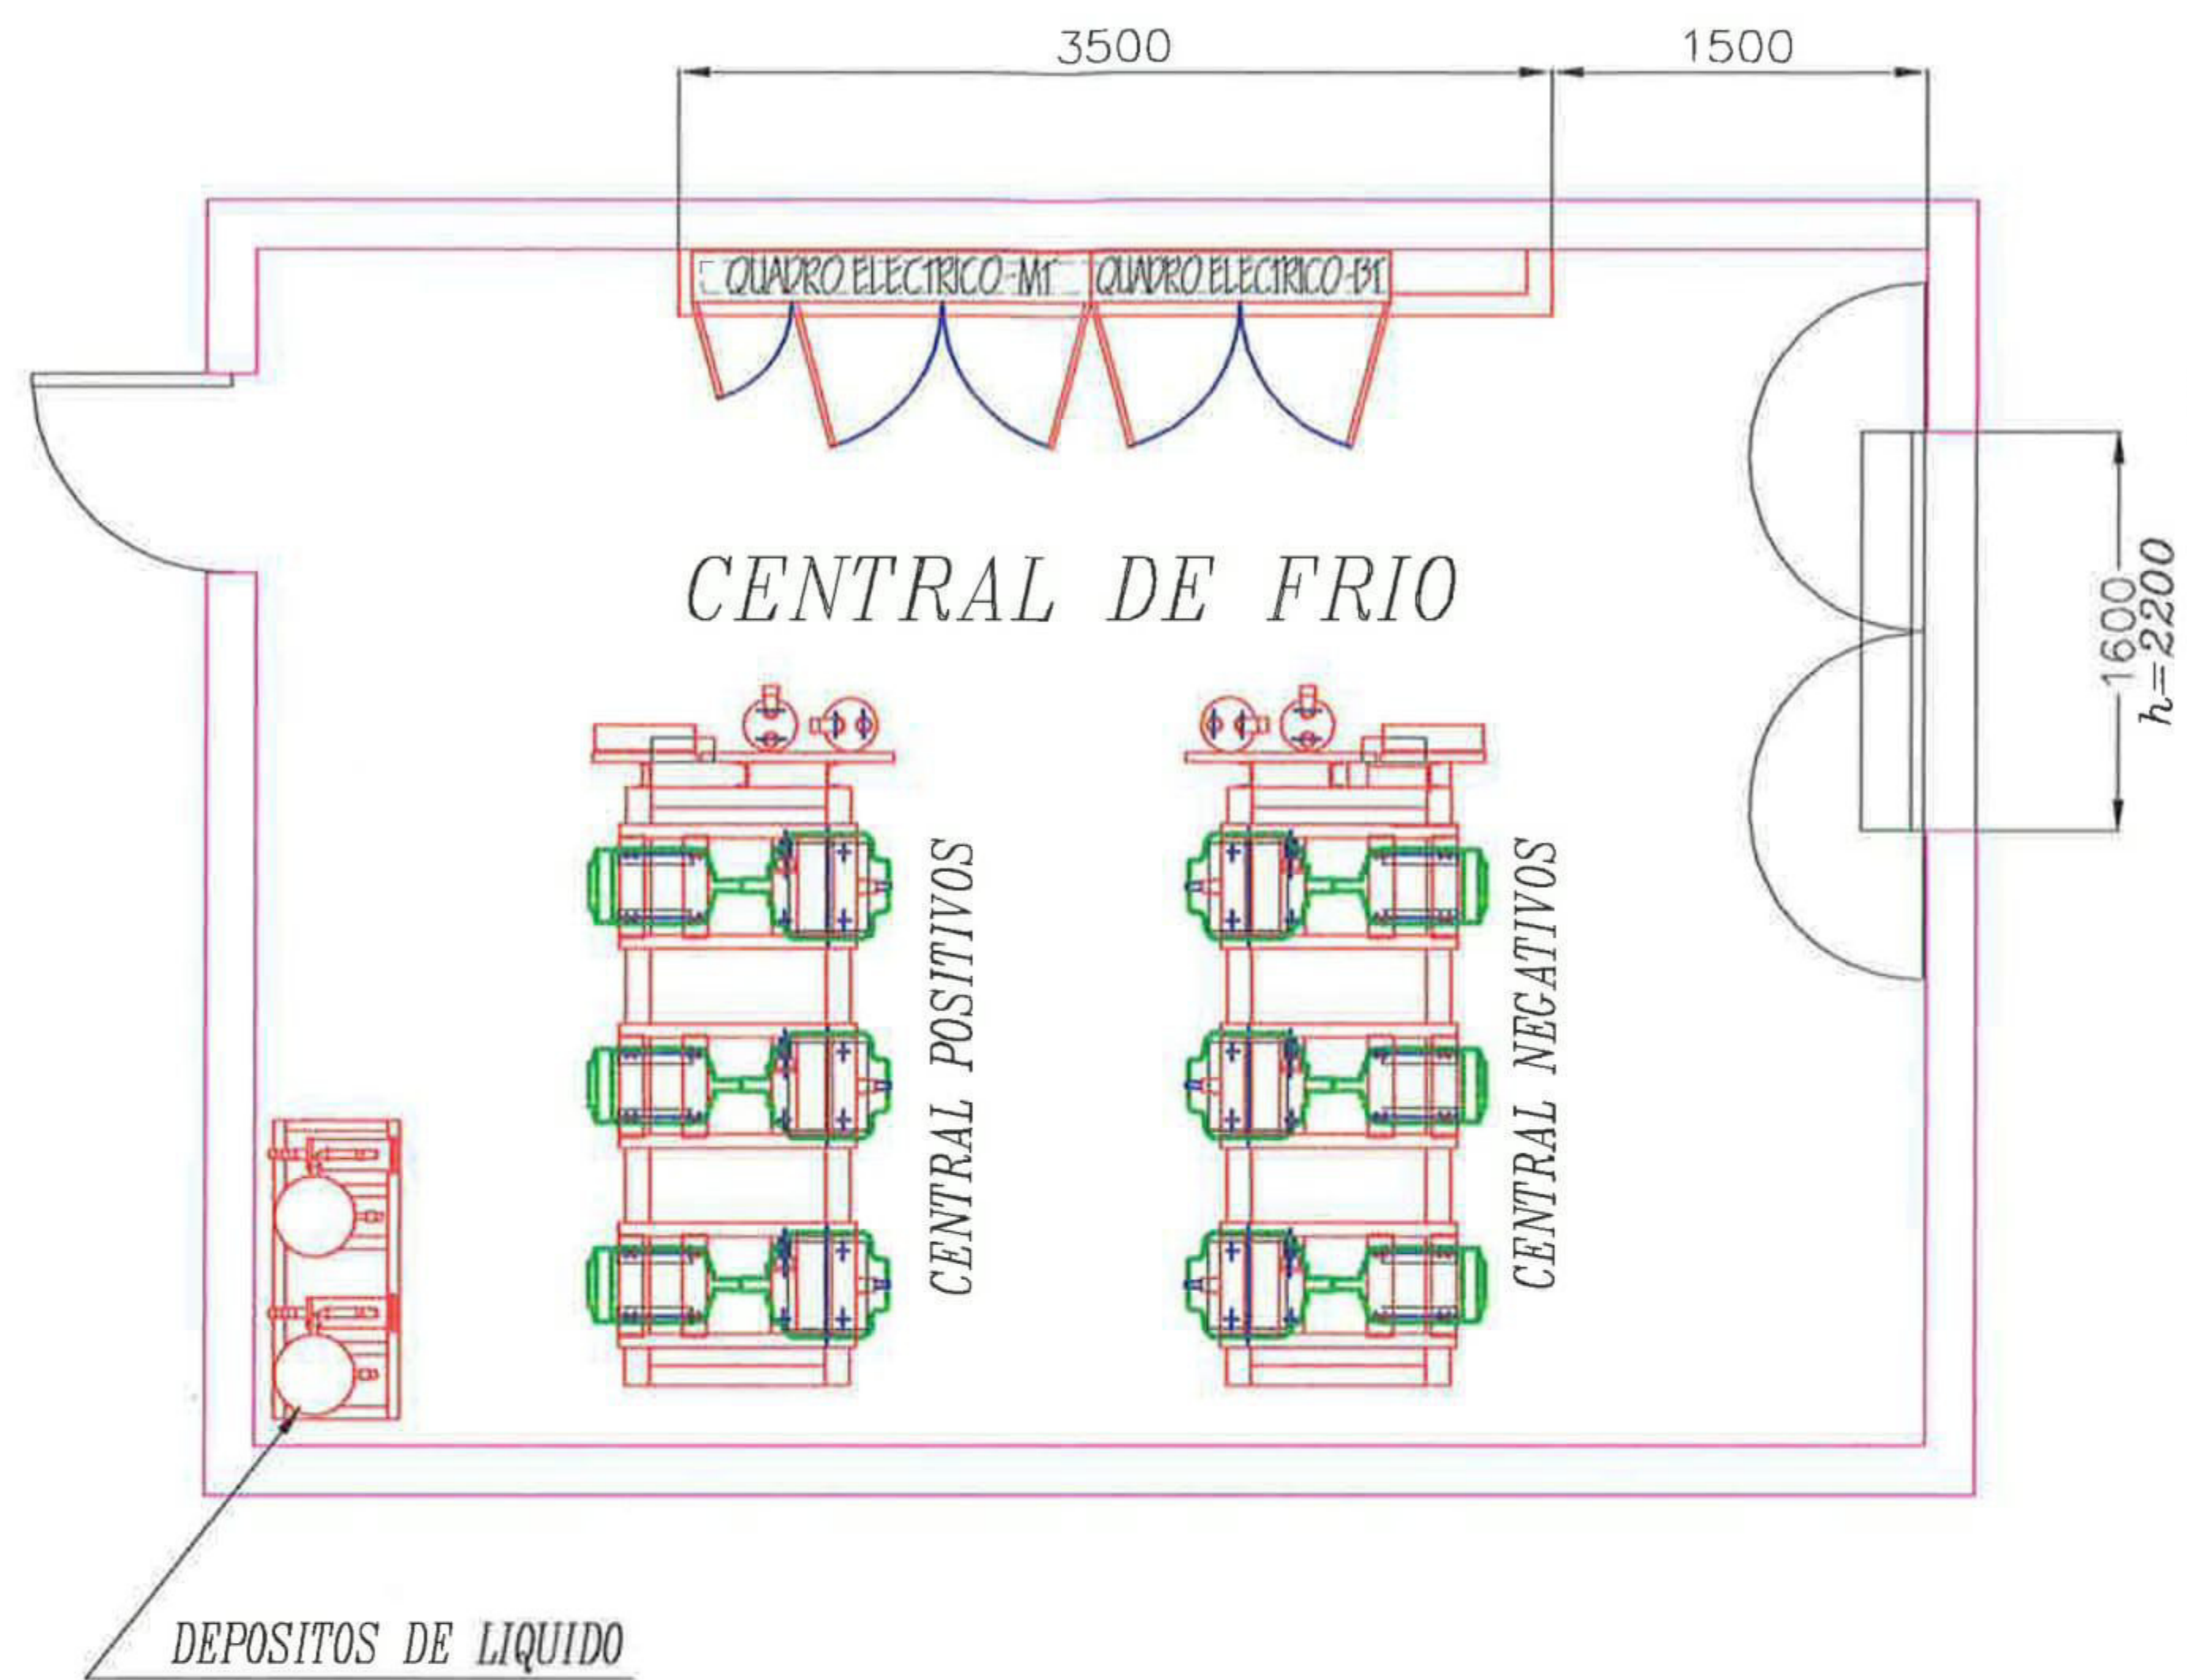 3500
1500
QUADRO ELECTRICO-MT
QUADRO ELECTRICO-BT
CENTRAL DE FRIO
1600
h=2200
CENTRAL POSITIVOS
CENTRAL NEGATIVOS
DEPOSITOS DE LIQUIDO